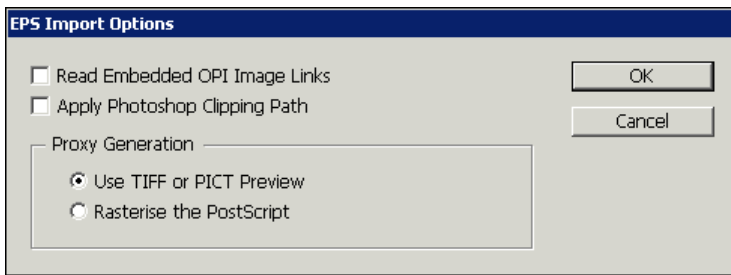 EPS Import Options
Read Embedded OPI Image Links
OK
Apply Photoshop Clipping Path
Cancel
Proxy Generation
Use TIFF or PICT Preview
Rasterise the PostScript